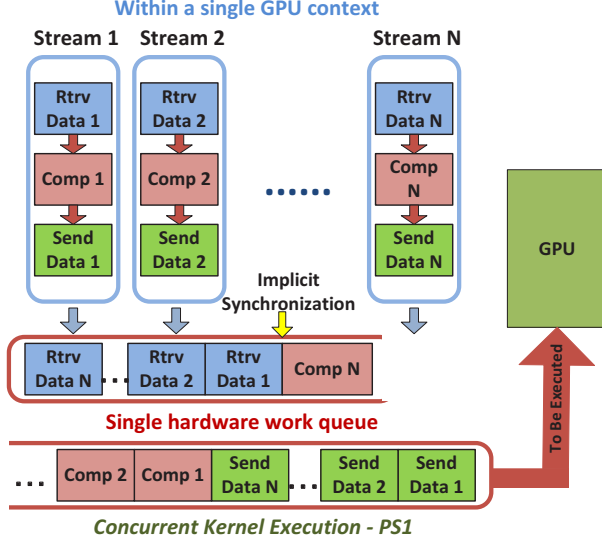 Within a single GPU context
Stream 1 Stream 2 Stream N
Rtrv
Data 1
Rtrv
Data 2
Rtrv
Data N
Comp 1
Comp 2
......
Comp
N
Send
Data 1
Send
Data 2
Send
Data N
GPU
Implicit
Synchronization
Rtrv
Data N
...
Rtrv
Data 2
Rtrv
Data 1
Comp N
To Be Executed
Single hardware work queue
...
Comp 2
Comp 1
Send
Data N
...
Send
Data 2
Send
Data 1
Concurrent Kernel Execution - PS1